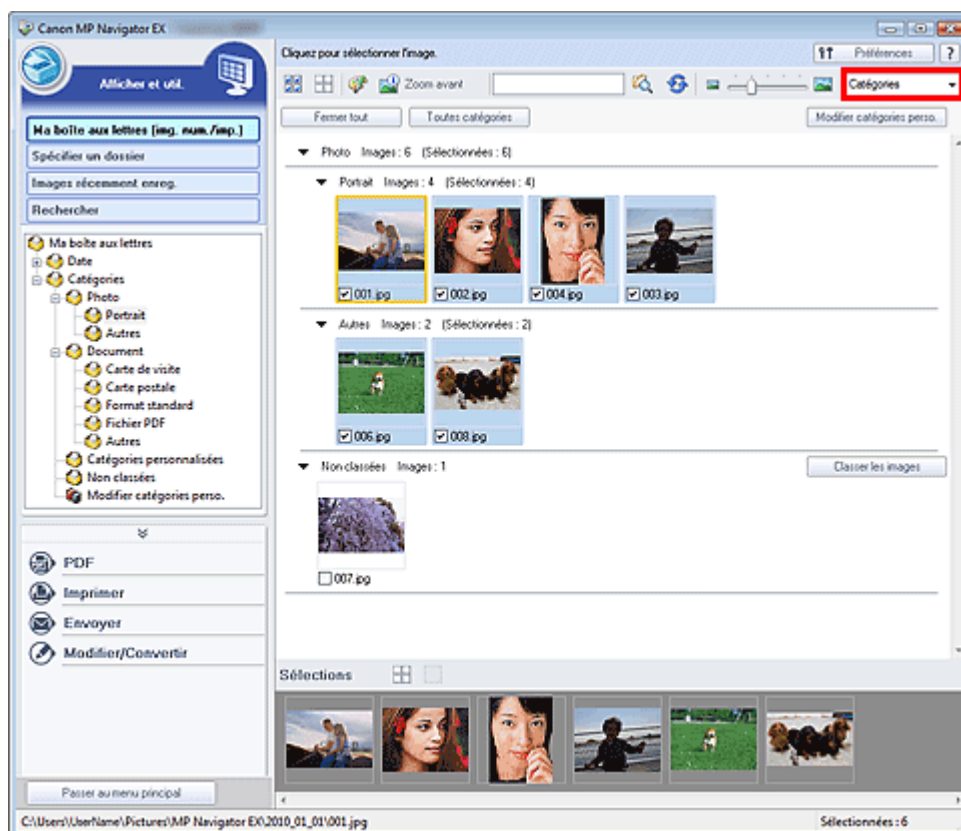 Canon MP Navigator EX
Cliquez pour sélectionner l'image.
Préférences
?
Afficher et util.
Zoom avant
Catégories
Fermer tout
Toutes catégories
Modifier catégories perso.
Ma boîte aux lettres [img. num./imp.]
Spécifier un dossier
Images récemment enreg.
Rechercher
Ma boîte aux lettres
Date
Catégories
Photo
Portrait
Autres
Document
Carte de visite
Carte postale
Format standard
Fichier PDF
Autres
Catégories personnalisées
Non classées
Modifier catégories perso.
PDF
Imprimer
Envoyer
Modifier/Convertir
Passer au menu principal
Photo Images : 6 (Sélectionnées : 6)
Portrait Images : 4 (Sélectionnées : 4)
001.jpg
002.jpg
004.jpg
003.jpg
Autres Images : 2 (Sélectionnées : 2)
006.jpg
008.jpg
Non classées Images : 1
Classer les images
007.jpg
Sélections
C:\Users\UserName\Pictures\MP Navigator EX\2010_01_01\001.jpg
Sélectionnées : 6